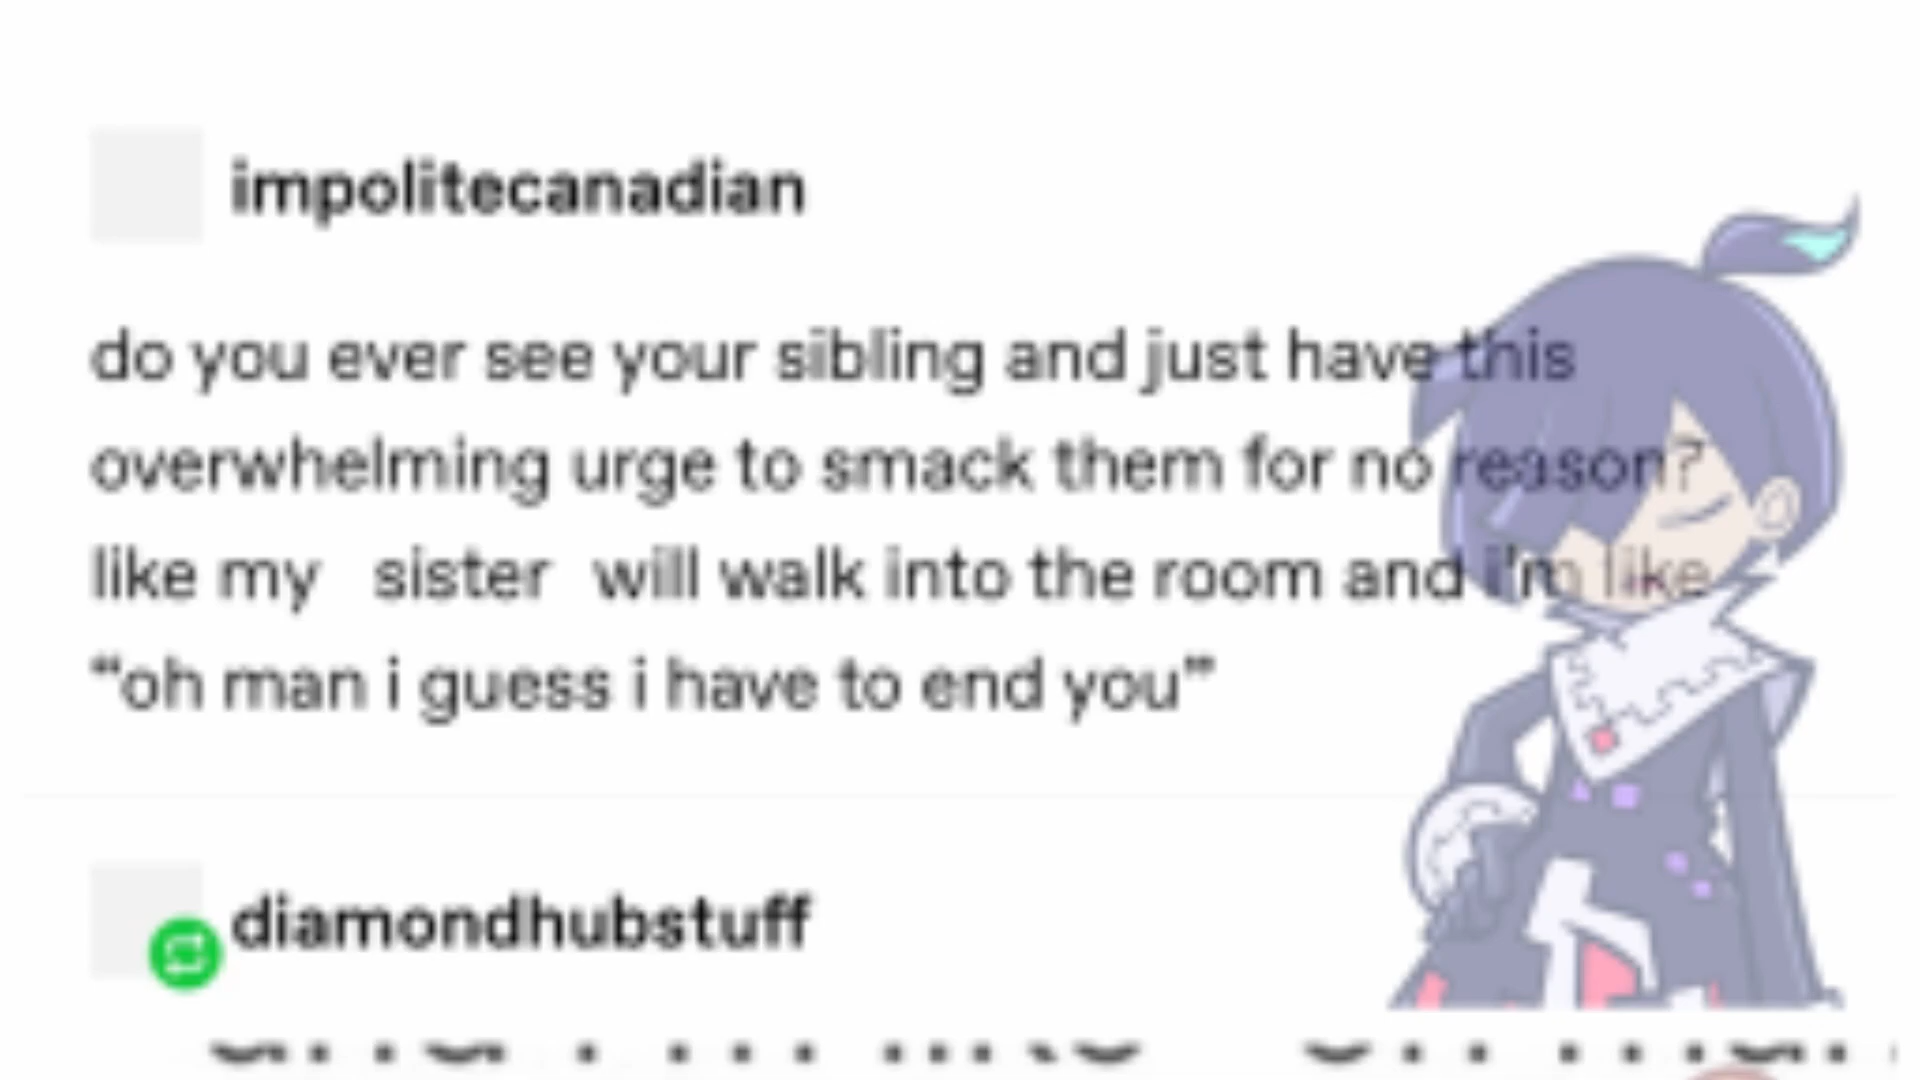 impolitecanadian
do you ever see your sibling and just have this
overwhelming urge to smack them for no reason?
like my sister will walk into the room and i'm like
“oh man i guess i have to end you”
diamondhubstuff